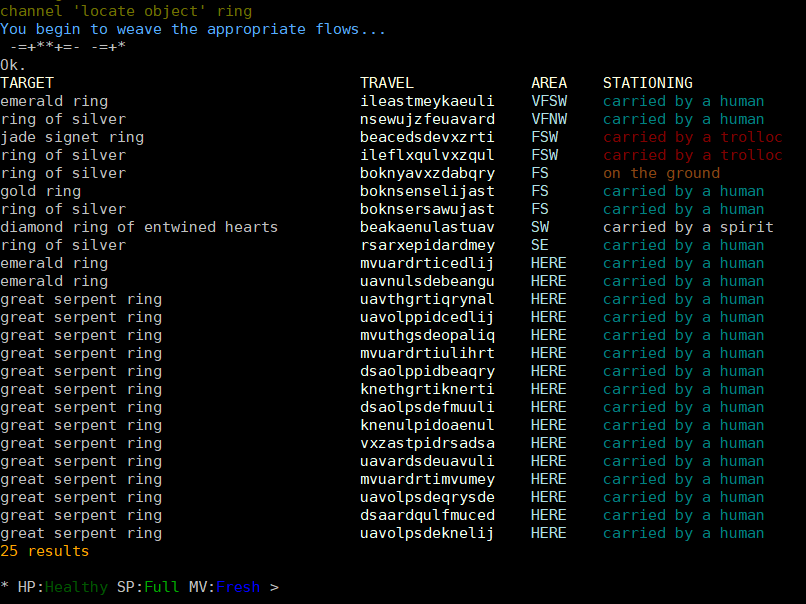 channel 'locate object' ring
You begin to weave the appropriate flows...
-=+**+=- -=+*
Ok.
TARGET TRAVEL AREA STATIONING
emerald ring ileastmeykaeuli VFSW carried by a human
ring of silver nsewujzfeuavard VFNW carried by a human
jade signet ring beacedsdevxzrti FSW carried by a trolloc
ring of silver ileflxqulvxzqul FSW carried by a trolloc
ring of silver boknyavxzdabqry FS on the ground
gold ring boknsenselijast FS carried by a human
ring of silver boknsersawujast FS carried by a human
diamond ring of entwined hearts beakaenulastuav SW carried by a spirit
ring of silver rsarxepidardmey SE carried by a human
emerald ring mvuardrticedlij HERE carried by a human
emerald ring uavnulsdebeangu HERE carried by a human
great serpent ring uavthgrtiqrynal HERE carried by a human
great serpent ring uavolppidcedlij HERE carried by a human
great serpent ring mvuthgsdeopaliq HERE carried by a human
great serpent ring mvuardrtiulihrt HERE carried by a human
great serpent ring dsaolppidbeaqry HERE carried by a human
great serpent ring knethgrtiknerti HERE carried by a human
great serpent ring dsaolpsdefmuuli HERE carried by a human
great serpent ring knenulpidoaenul HERE carried by a human
great serpent ring vxzastpidrsadsa HERE carried by a human
great serpent ring uavardsdeuavuli HERE carried by a human
great serpent ring mvuardrtimvumey HERE carried by a human
great serpent ring uavolpsdeqrysde HERE carried by a human
great serpent ring dsaardqulfmuced HERE carried by a human
great serpent ring uavolpsdeknelij HERE carried by a human
25 results
* HP:Healthy SP:Full MV:Fresh >